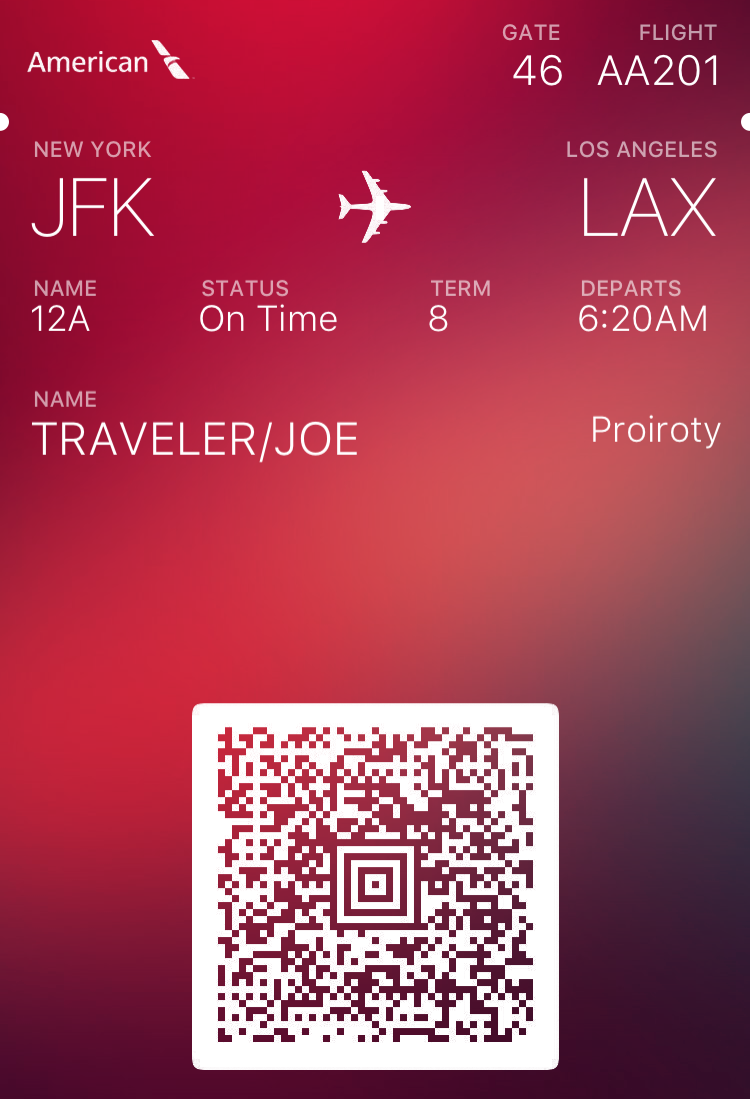 American
GATE FLIGHT
46 AA201
NEW YORK LOS ANGELES
JFK LAX
NAME STATUS TERM DEPARTS
12A On Time 8 6:20AM
NAME
TRAVELER/JOE Proiroty